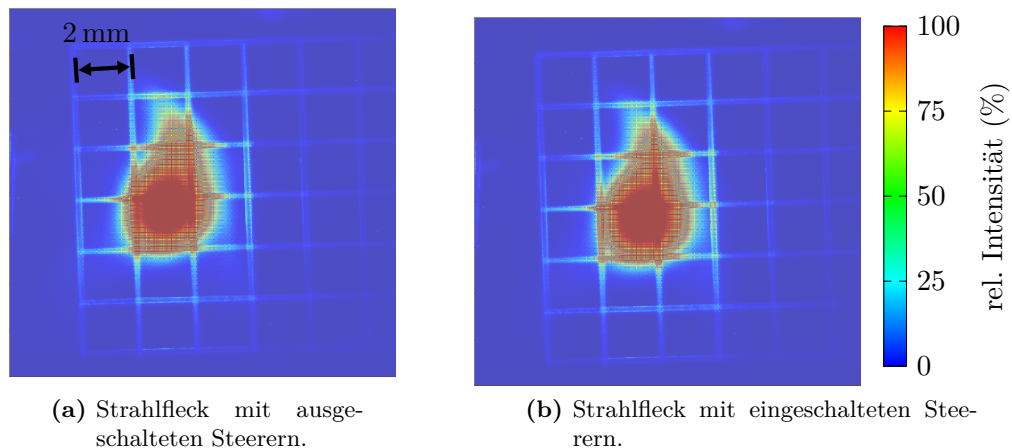 2 mm
100
75
50
25
0
rel. Intensität (%)
(a) Strahlfleck mit ausge-
schalteten Steerern.
(b) Strahlfleck mit eingeschalteten Stee-
rern.